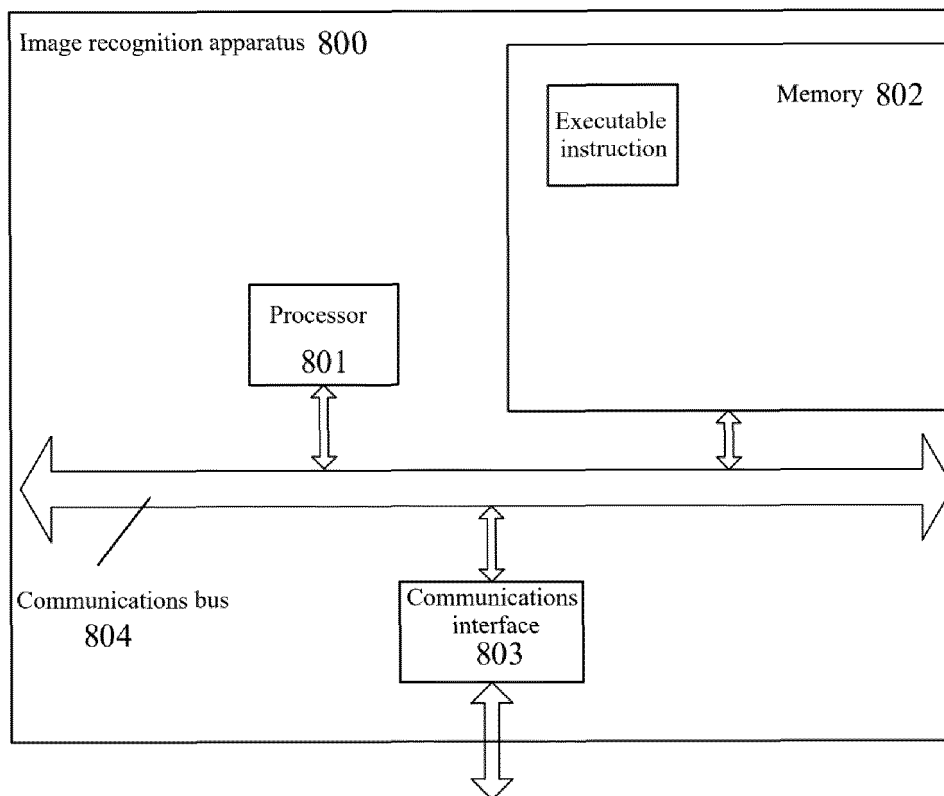 Image recognition apparatus 800
Memory 802
Executable
instruction
Processor
801
Communications bus
804
Communications
interface
803